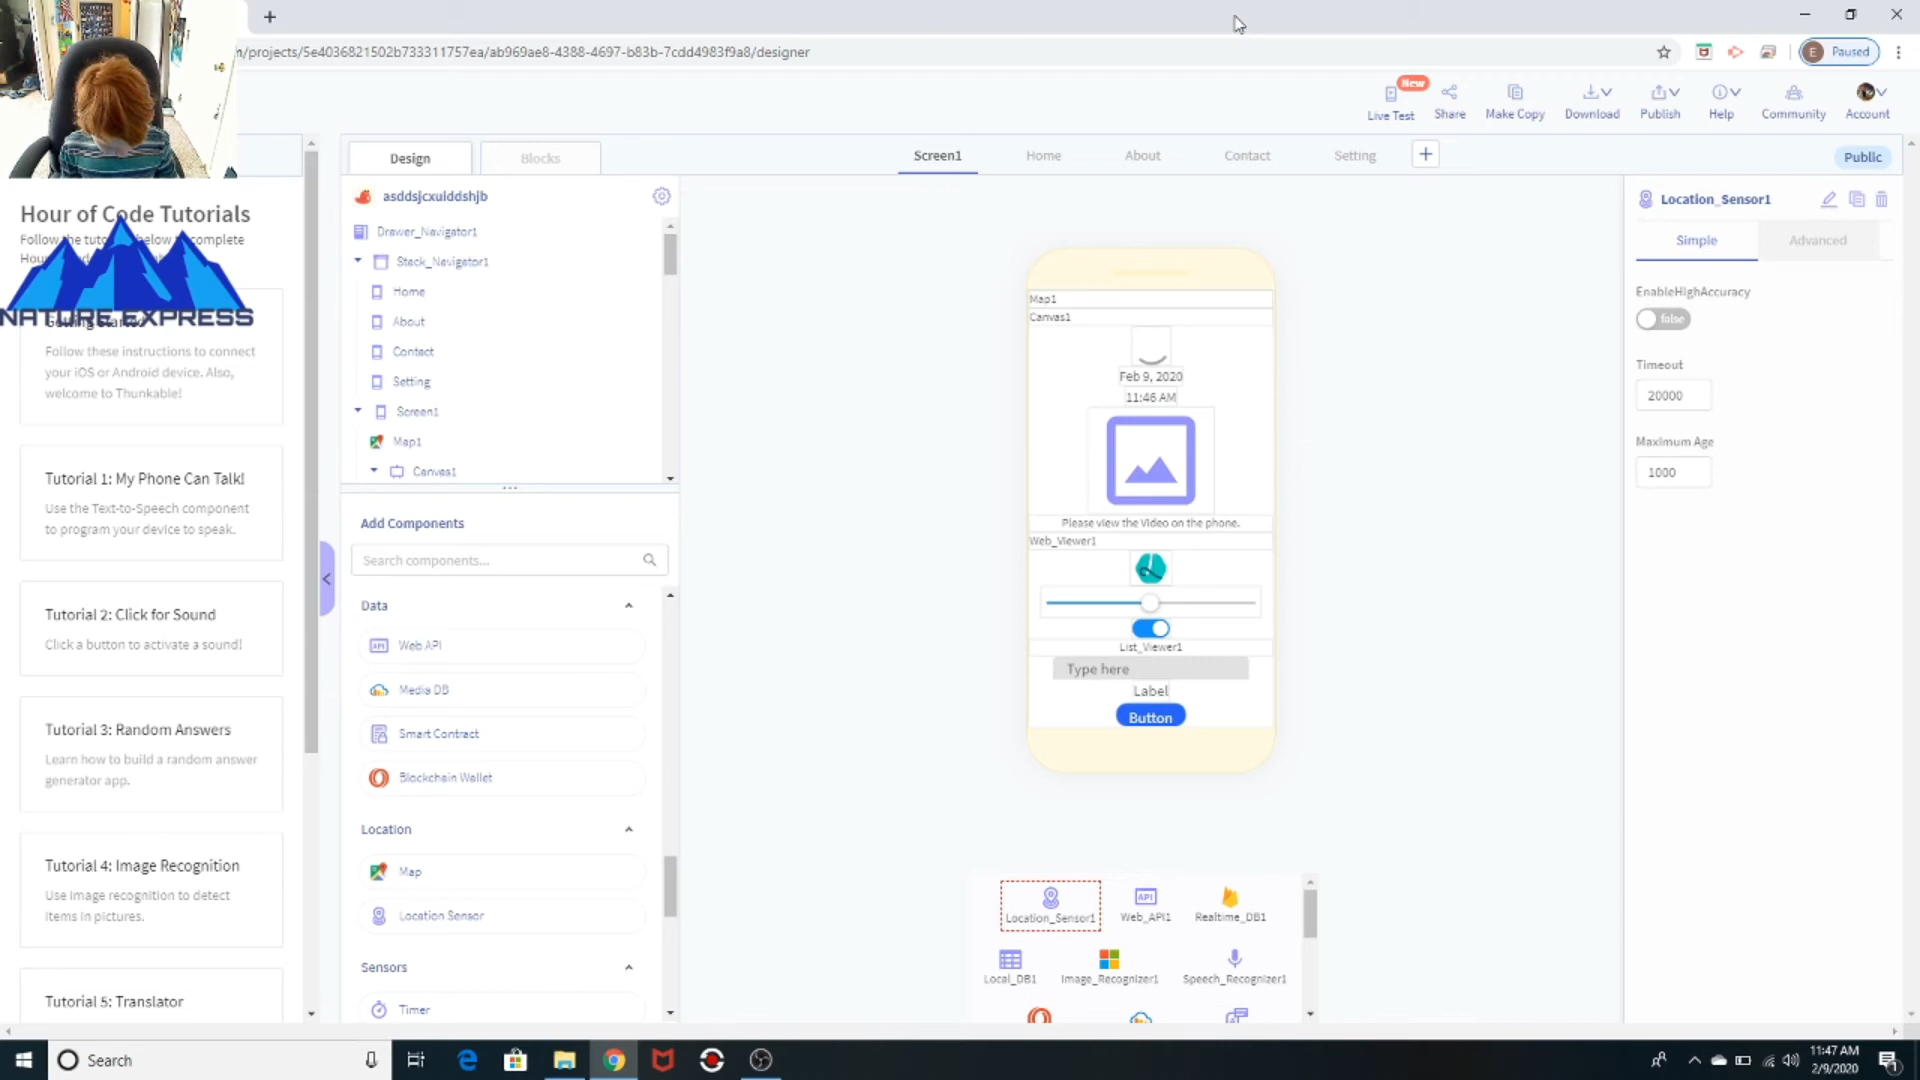 n/projects/5e4036821502b733311757ea/ab969ae8-4388-4697-b83b-7cdd4983f9a8/designer
E Paused
New
Live Test
Share
Make Copy
Download
Publish
Help
Community
Account
Design
Blocks
Screen1
Home
About
Contact
Setting
Public
Hour of Code Tutorials
Follow the below complete
NATURE EXPRESS
Getting Started
Follow these instructions to connect
your iOS or Android device. Also,
welcome to Thunkable!
Tutorial 1: My Phone Can Talk!
Use the Text-to-Speech component
to program your device to speak.
Tutorial 2: Click for Sound
Click a button to activate a sound!
Tutorial 3: Random Answers
Learn how to build a random answer
generator app.
Tutorial 4: Image Recognition
Use image recognition to detect
items in pictures.
Tutorial 5: Translator
asddsjcxuiddshjb
Drawer_Navigator1
Stack_Navigator1
Home
About
Contact
Setting
Screen1
Map1
Canvas1
Add Components
Search components...
Data
Web API
Media DB
Smart Contract
Blockchain Wallet
Location
Map
Location Sensor
Sensors
Timer
Map1
Canvas1
Feb 9, 2020
11:46 AM
Please view the Video on the phone.
Web_Viewer1
List_Viewer1
Type here
Label
Button
Location_Sensor1
API
Web_API1
Realtime_DB1
Local_DB1
Image_Recognizer1
Speech_Recognizer1
Location_Sensor1
Simple
Advanced
EnableHighAccuracy
false
Timeout
20000
Maximum Age
1000
Search
11:47 AM
2/9/2020